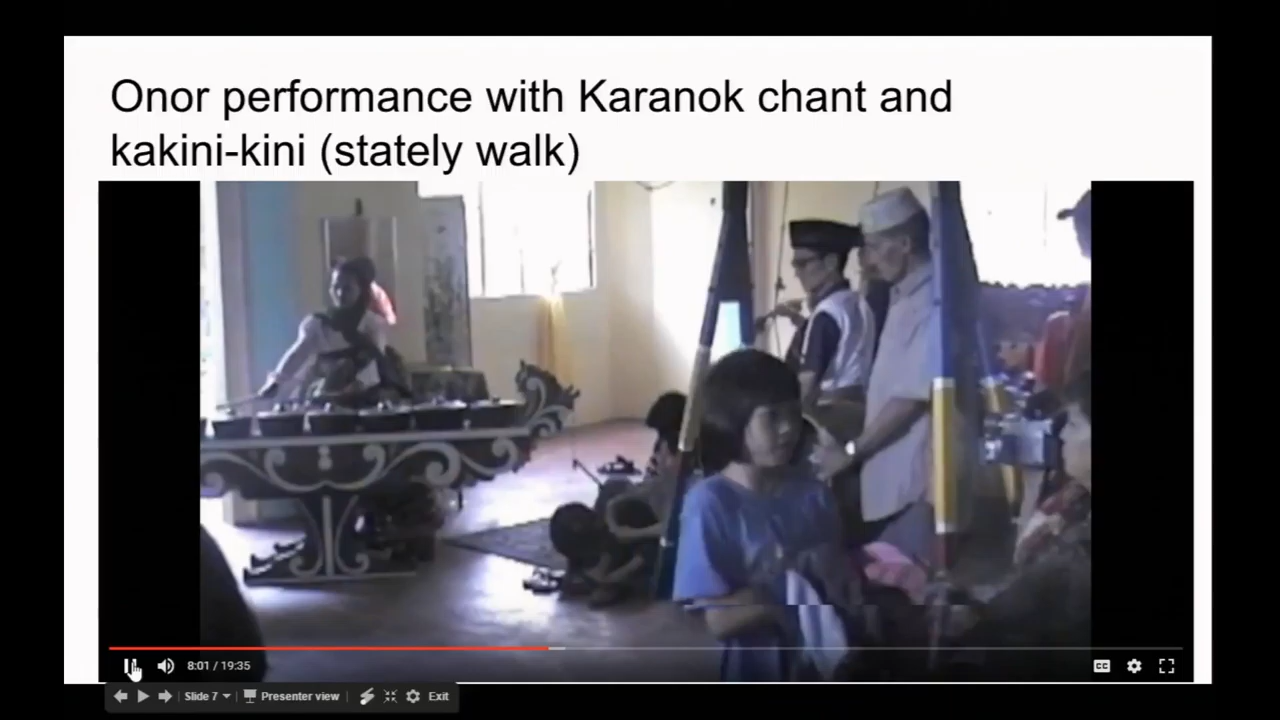 Onor performance with Karanok chant and
kakini-kini (stately walk)
8:01 / 19:35
CC
Slide 7
Presenter view
Exit